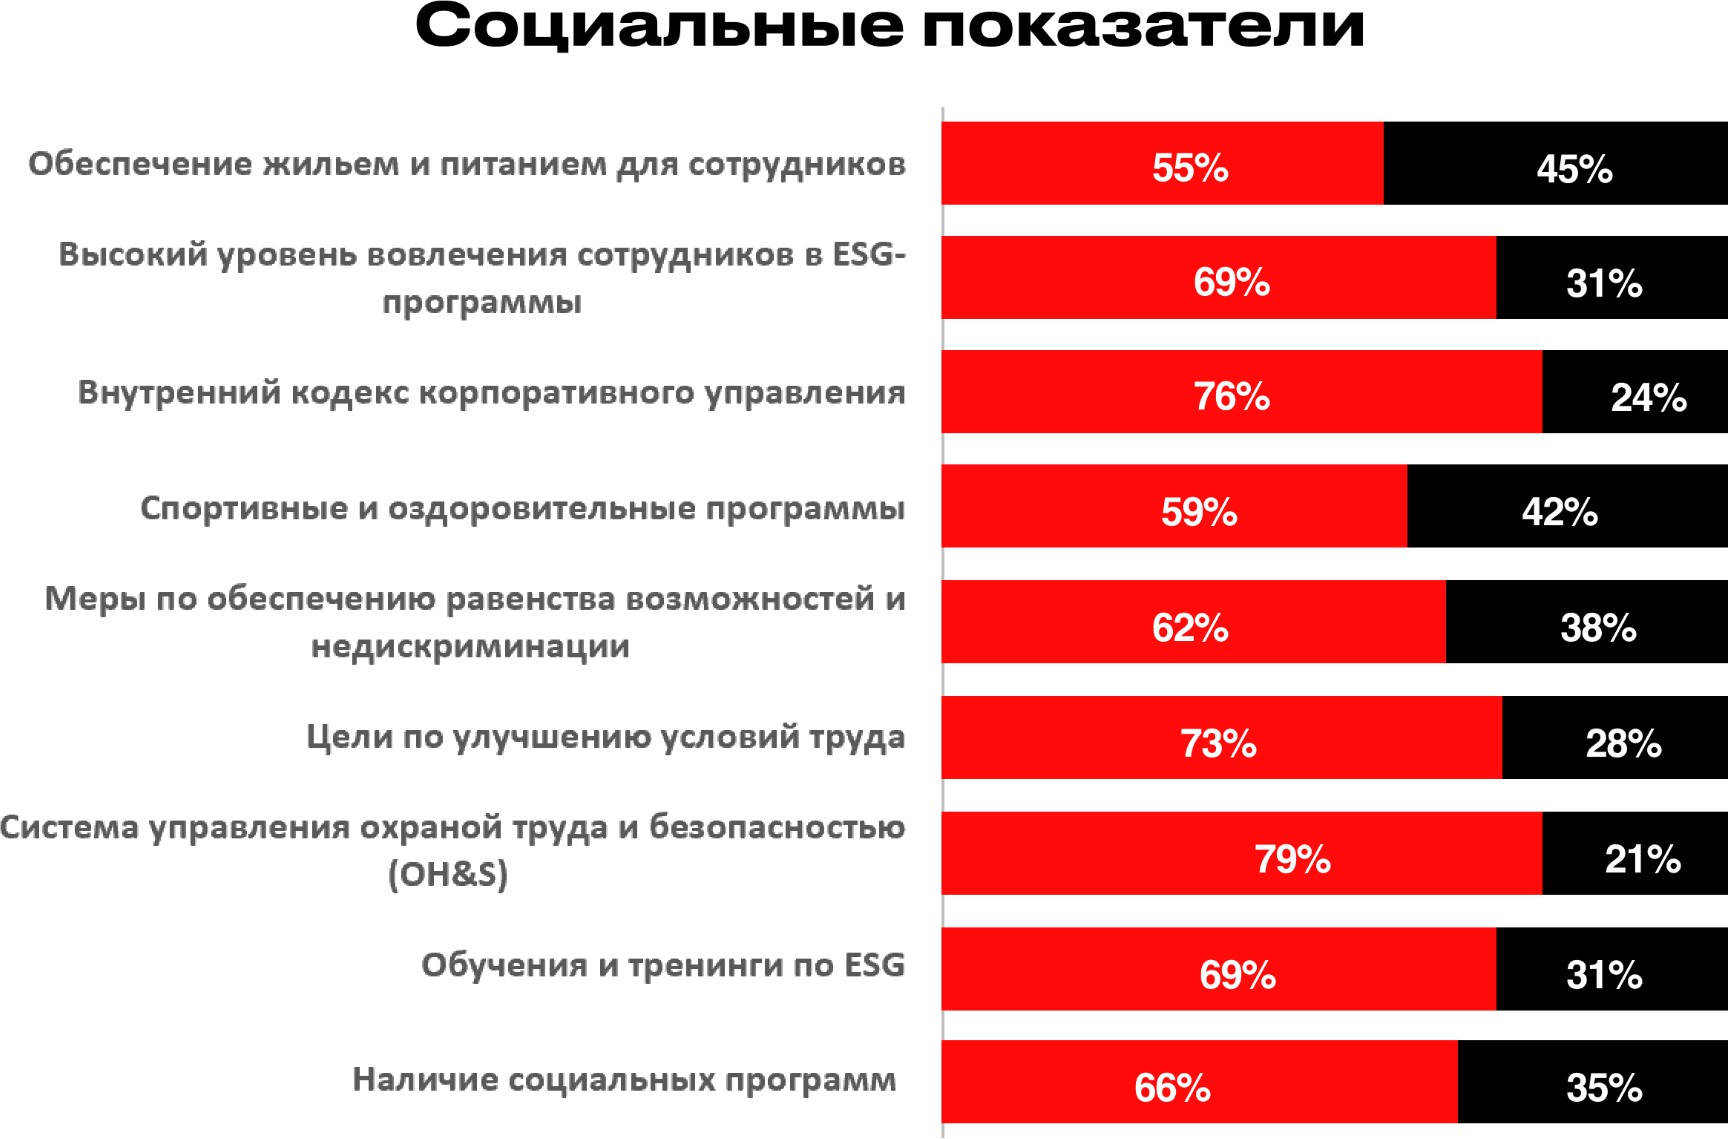 Социальные показатели
Обеспечение жильем и питанием для сотрудников
55%
45%
Высокий уровень вовлечения сотрудников в ESG-
программы
69%
31%
Внутренний кодекс корпоративного управления
76%
24%
Спортивные и оздоровительные программы
59%
42%
Меры по обеспечению равенства возможностей и
недискриминации
62%
38%
Цели по улучшению условий труда
73%
28%
Система управления охраной труда и безопасностью
(OH&S)
79%
21%
Обучения и тренинги по ESG
69%
31%
Наличие социальных программ
66%
35%